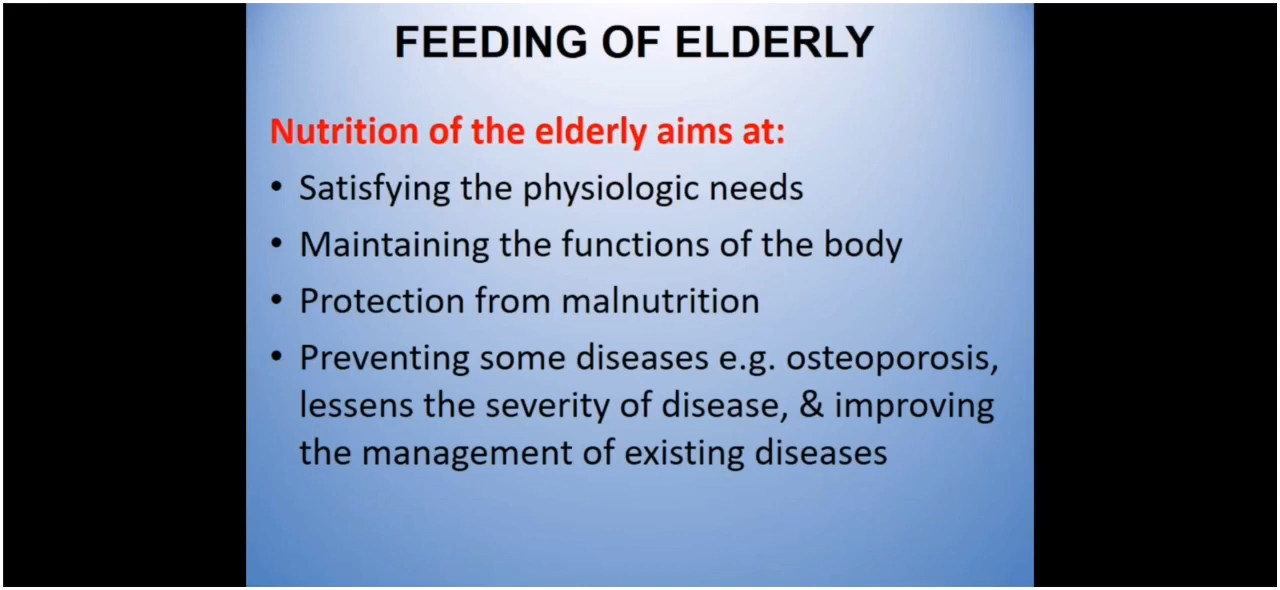 FEEDING OF ELDERLY
Nutrition of the elderly aims at:
• Satisfying the physiologic needs
• Maintaining the functions of the body
• Protection from malnutrition
• Preventing some diseases e.g. osteoporosis,
lessens the severity of disease, & improving
the management of existing diseases